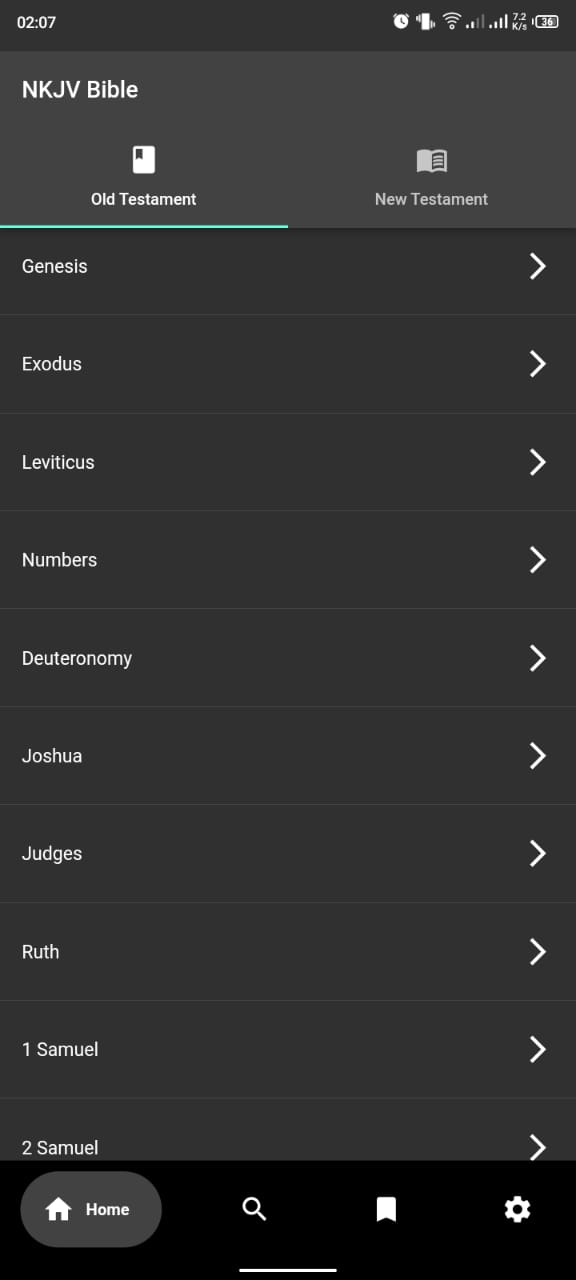 02:07
7.2
K/s
36
NKJV Bible
Old Testament
New Testament
Genesis
Exodus
Leviticus
Numbers
Deuteronomy
Joshua
Judges
Ruth
1 Samuel
2 Samuel
Home